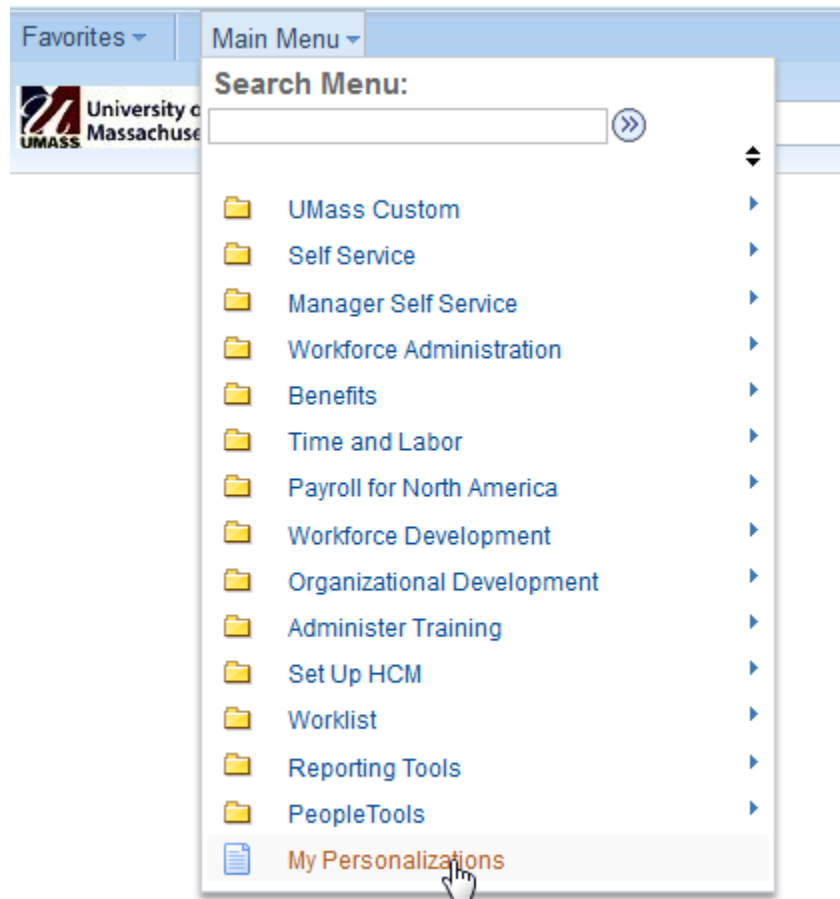 Favorites
Main Menu
Search Menu:
University o
Massachuse
UMASS
UMass Custom
Self Service
Manager Self Service
Workforce Administration
Benefits
Time and Labor
Payroll for North America
Workforce Development
Organizational Development
Administer Training
Set Up HCM
Worklist
Reporting Tools
PeopleTools
My Personalizations